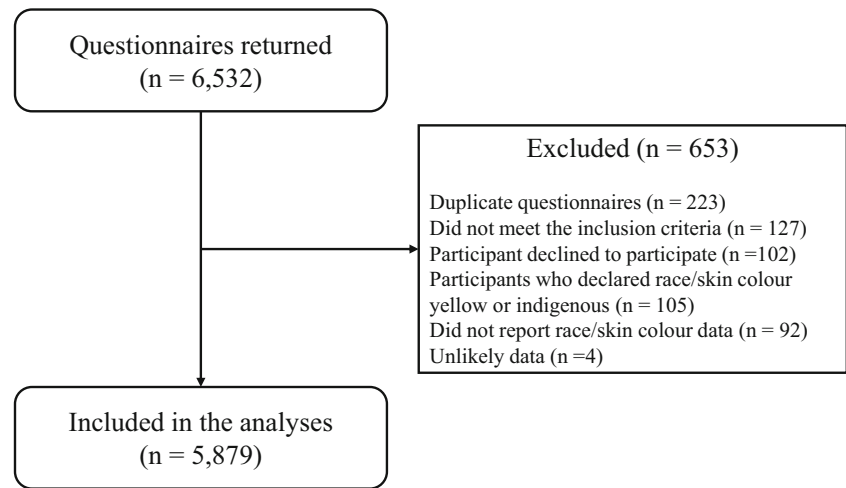 Questionnaires returned
(n = 6,532)
Excluded (n = 653)
Duplicate questionnaires (n = 223)
Did not meet the inclusion criteria (n = 127)
Participant declined to participate (n =102)
Participants who declared race/skin colour
yellow or indigenous (n = 105)
Did not report race/skin colour data (n = 92)
Unlikely data (n =4)
Included in the analyses
(n = 5,879)